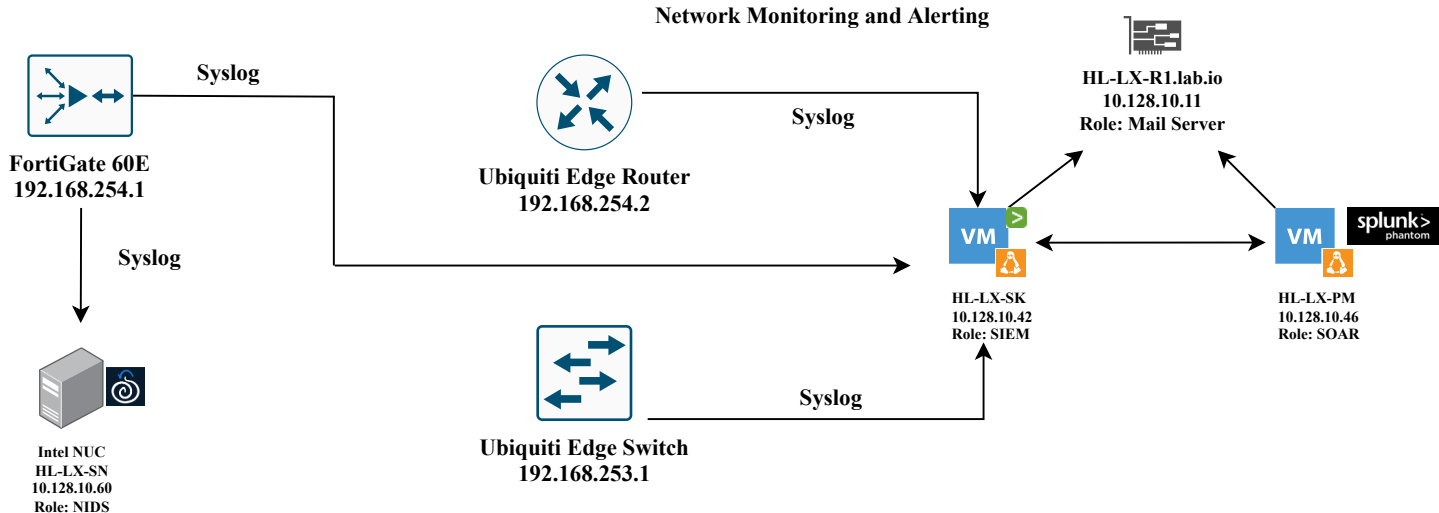 Network Monitoring and Alerting
Syslog
FortiGate 60E
192.168.254.1
Syslog
Intel NUC
HL-LX-SN
10.128.10.60
Role: NIDS
Ubiquiti Edge Router
192.168.254.2
Syslog
Ubiquiti Edge Switch
192.168.253.1
Syslog
HL-LX-R1.lab.io
10.128.10.11
Role: Mail Server
VM
>
HL-LX-SK
10.128.10.42
Role: SIEM
VM
splunk>
phantom
HL-LX-PM
10.128.10.46
Role: SOAR